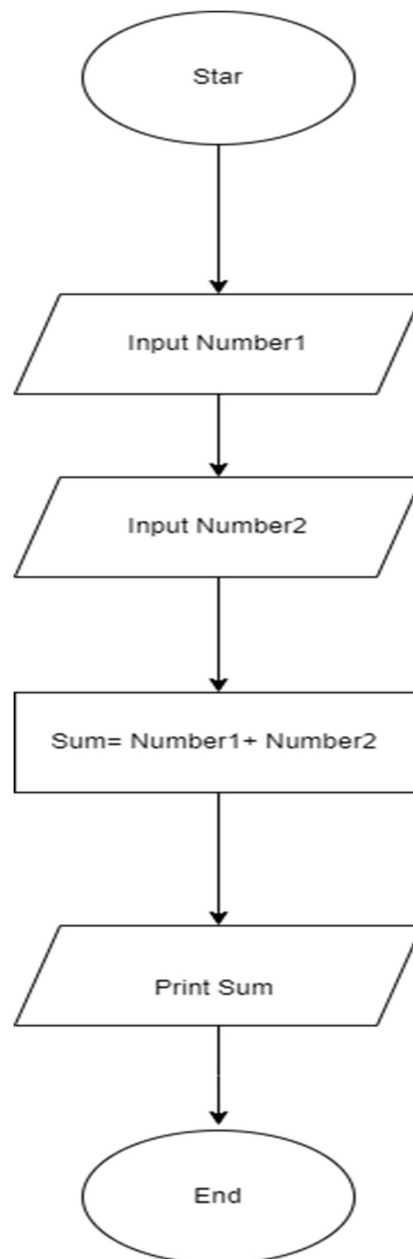 Star
Input Number1
Input Number2
Sum= Number1+ Number2
Print Sum
End